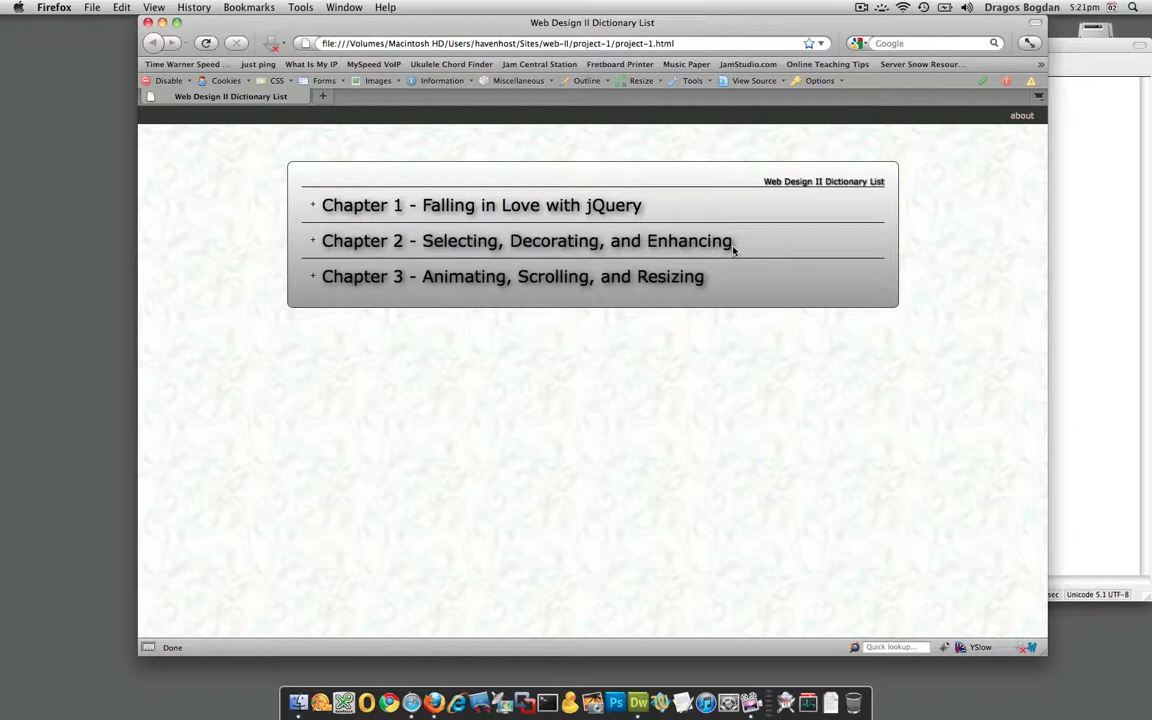 Firefox File Edit View History Bookmarks Tools Window Help Dragos Bogdan 5:21pm 02
Web Design II Dictionary List
file:///Volumes/Macintosh HD/Users/havenhost/Sites/web-II/project-1/project-1.html Google
Time Warner Speed ... just ping What Is My IP MySpeed VoIP Ukulele Chord Finder Jam Central Station Fretboard Printer Music Paper JamStudio.com Online Teaching Tips Server Snow Resour... »
Disable Cookies CSS Forms Images Information Miscellaneous Outline Resize Tools View Source Options
Web Design II Dictionary List +
about
Web Design II Dictionary List
+ Chapter 1 - Falling in Love with jQuery
+ Chapter 2 - Selecting, Decorating, and Enhancing
+ Chapter 3 - Animating, Scrolling, and Resizing
sec Unicode 5.1 UTF-8
Done Quick lookup... YSlow
Ps Dw